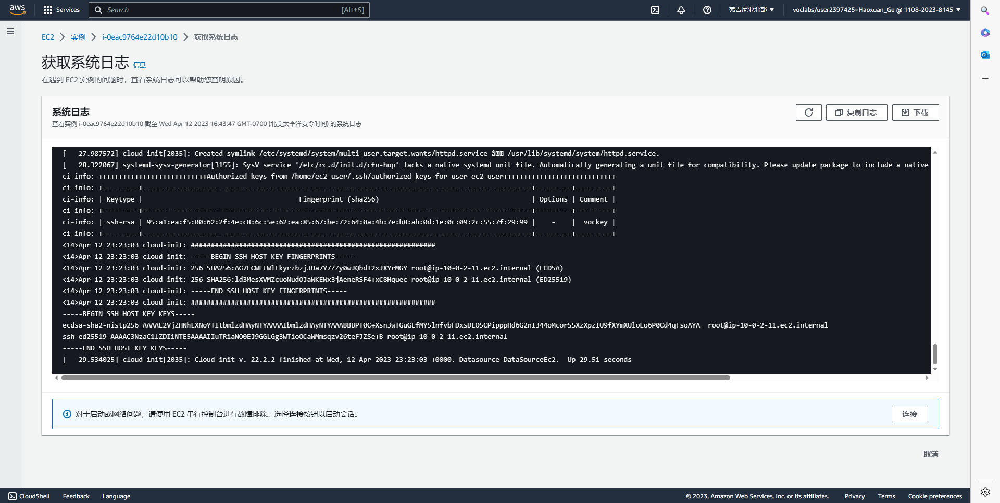 aws
Services
Search
[Alt+S]
弗吉尼亚北部 ▼
voclabs/user2397425=Haoxuan_Ge @ 1108-2023-8145 ▼
EC2 > 实例 > i-0eac9764e22d10b10 > 获取系统日志
获取系统日志 信息
在遇到 EC2 实例的问题时，查看系统日志可以帮助您查明原因。
系统日志
查看实例 i-0eac9764e22d10b10 截至 Wed Apr 12 2023 16:43:47 GMT-0700 (北美太平洋夏令时间) 的系统日志
复制日志
下载
[   27.987572] cloud-init[2035]: Created symlink /etc/systemd/system/multi-user.target.wants/httpd.service â /usr/lib/systemd/system/httpd.service.
[   28.322067] systemd-sysv-generator[3155]: SysV service '/etc/rc.d/init.d/cfn-hup' lacks a native systemd unit file. Automatically generating a unit file for compatibility. Please update package to include a native
ci-info: +++++++++++++++++++++++++++Authorized keys from /home/ec2-user/.ssh/authorized_keys for user ec2-user++++++++++++++++++++++++++++
ci-info: +---------+-------------------------------------------------------------------------------------------------+---------+---------+
ci-info: | Keytype |                                       Fingerprint (sha256)                                      | Options | Comment |
ci-info: +---------+-------------------------------------------------------------------------------------------------+---------+---------+
ci-info: | ssh-rsa | 95:a1:ea:f5:00:62:2f:4e:c8:6c:5e:62:ea:85:67:be:72:64:0a:4b:7e:b8:ab:0d:1e:0c:09:2c:55:7f:29:99 |    -    |  vockey |
ci-info: +---------+-------------------------------------------------------------------------------------------------+---------+---------+
<14>Apr 12 23:23:03 cloud-init: #############################################################
<14>Apr 12 23:23:03 cloud-init: -----BEGIN SSH HOST KEY FINGERPRINTS-----
<14>Apr 12 23:23:03 cloud-init: 256 SHA256:AG7ECWFFWlFkyrzbzjJDa7Y7ZZy0wJQbdT2xJXYrMGY root@ip-10-0-2-11.ec2.internal (ECDSA)
<14>Apr 12 23:23:03 cloud-init: 256 SHA256:ld3MesXVMZcuoNudOJaWKEWx3jAeneRSF4+xC8Hquec root@ip-10-0-2-11.ec2.internal (ED25519)
<14>Apr 12 23:23:03 cloud-init: -----END SSH HOST KEY FINGERPRINTS-----
<14>Apr 12 23:23:03 cloud-init: #############################################################
-----BEGIN SSH HOST KEY KEYS-----
ecdsa-sha2-nistp256 AAAAE2VjZHNhLXNoYTItbmlzdHAyNTYAAAAIbmlzdHAyNTYAAABBBPT0C+Xsn3wTGuGLfMY5lnfvbFDxsDLO5CPipppHd6G2nI344oMcorSSXzXpzIU9fXYmXUloEo6P0Cd4qFsoAYA= root@ip-10-0-2-11.ec2.internal
ssh-ed25519 AAAAC3NzaC1lZDI1NTE5AAAAIIuTRiaNO0EJ9GGLGg3WTioOCaWMmsqzv26teFJZSe+B root@ip-10-0-2-11.ec2.internal
-----END SSH HOST KEY KEYS-----
[   29.534025] cloud-init[2035]: Cloud-init v. 22.2.2 finished at Wed, 12 Apr 2023 23:23:03 +0000. Datasource DataSourceEc2.  Up 29.51 seconds
对于启动或网络问题，请使用 EC2 串行控制台进行故障排除。选择连接按钮以启动会话。
连接
取消
CloudShell
Feedback
Language
© 2023, Amazon Web Services, Inc. or its affiliates.
Privacy
Terms
Cookie preferences